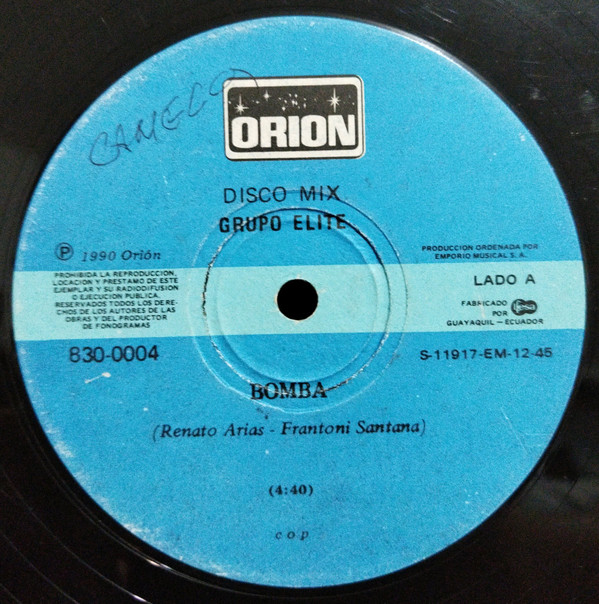 CAMELO
ORION
DISCO MIX
GRUPO ELITE
Ⓟ 1990 Orión
PRODUCCION ORDENADA POR
EMPORIO MUSICAL S. A.
PROHIBIDA LA REPRODUCCION,
LOCACION Y PRESTAMO DE ESTE
EJEMPLAR Y SU RADIODIFUSION
O EJECUCION PUBLICA.
RESERVADOS TODOS LOS DERE-
CHOS DE LOS AUTORES DE LAS
OBRAS Y DEL PRODUCTOR
DE FONOGRAMAS
LADO A
FABRICADO
POR
GUAYAQUIL - ECUADOR
830-0004
S-11917-EM-12-45
BOMBA
(Renato Arias - Frantoni Santana)
(4:40)
c o p